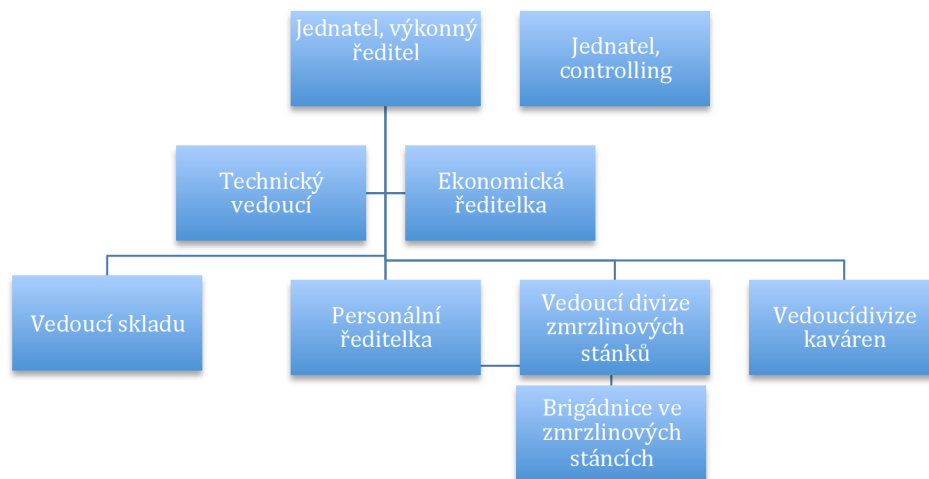 Jednatel, výkonný
ředitel
Jednatel,
controlling
Technický
vedoucí
Ekonomická
ředitelka
Vedoucí skladu
Personální
ředitelka
Vedoucí divize
zmrzlinových
stánků
Vedoucídivize
kaváren
Brigádnice ve
zmrzlinových
stáncích